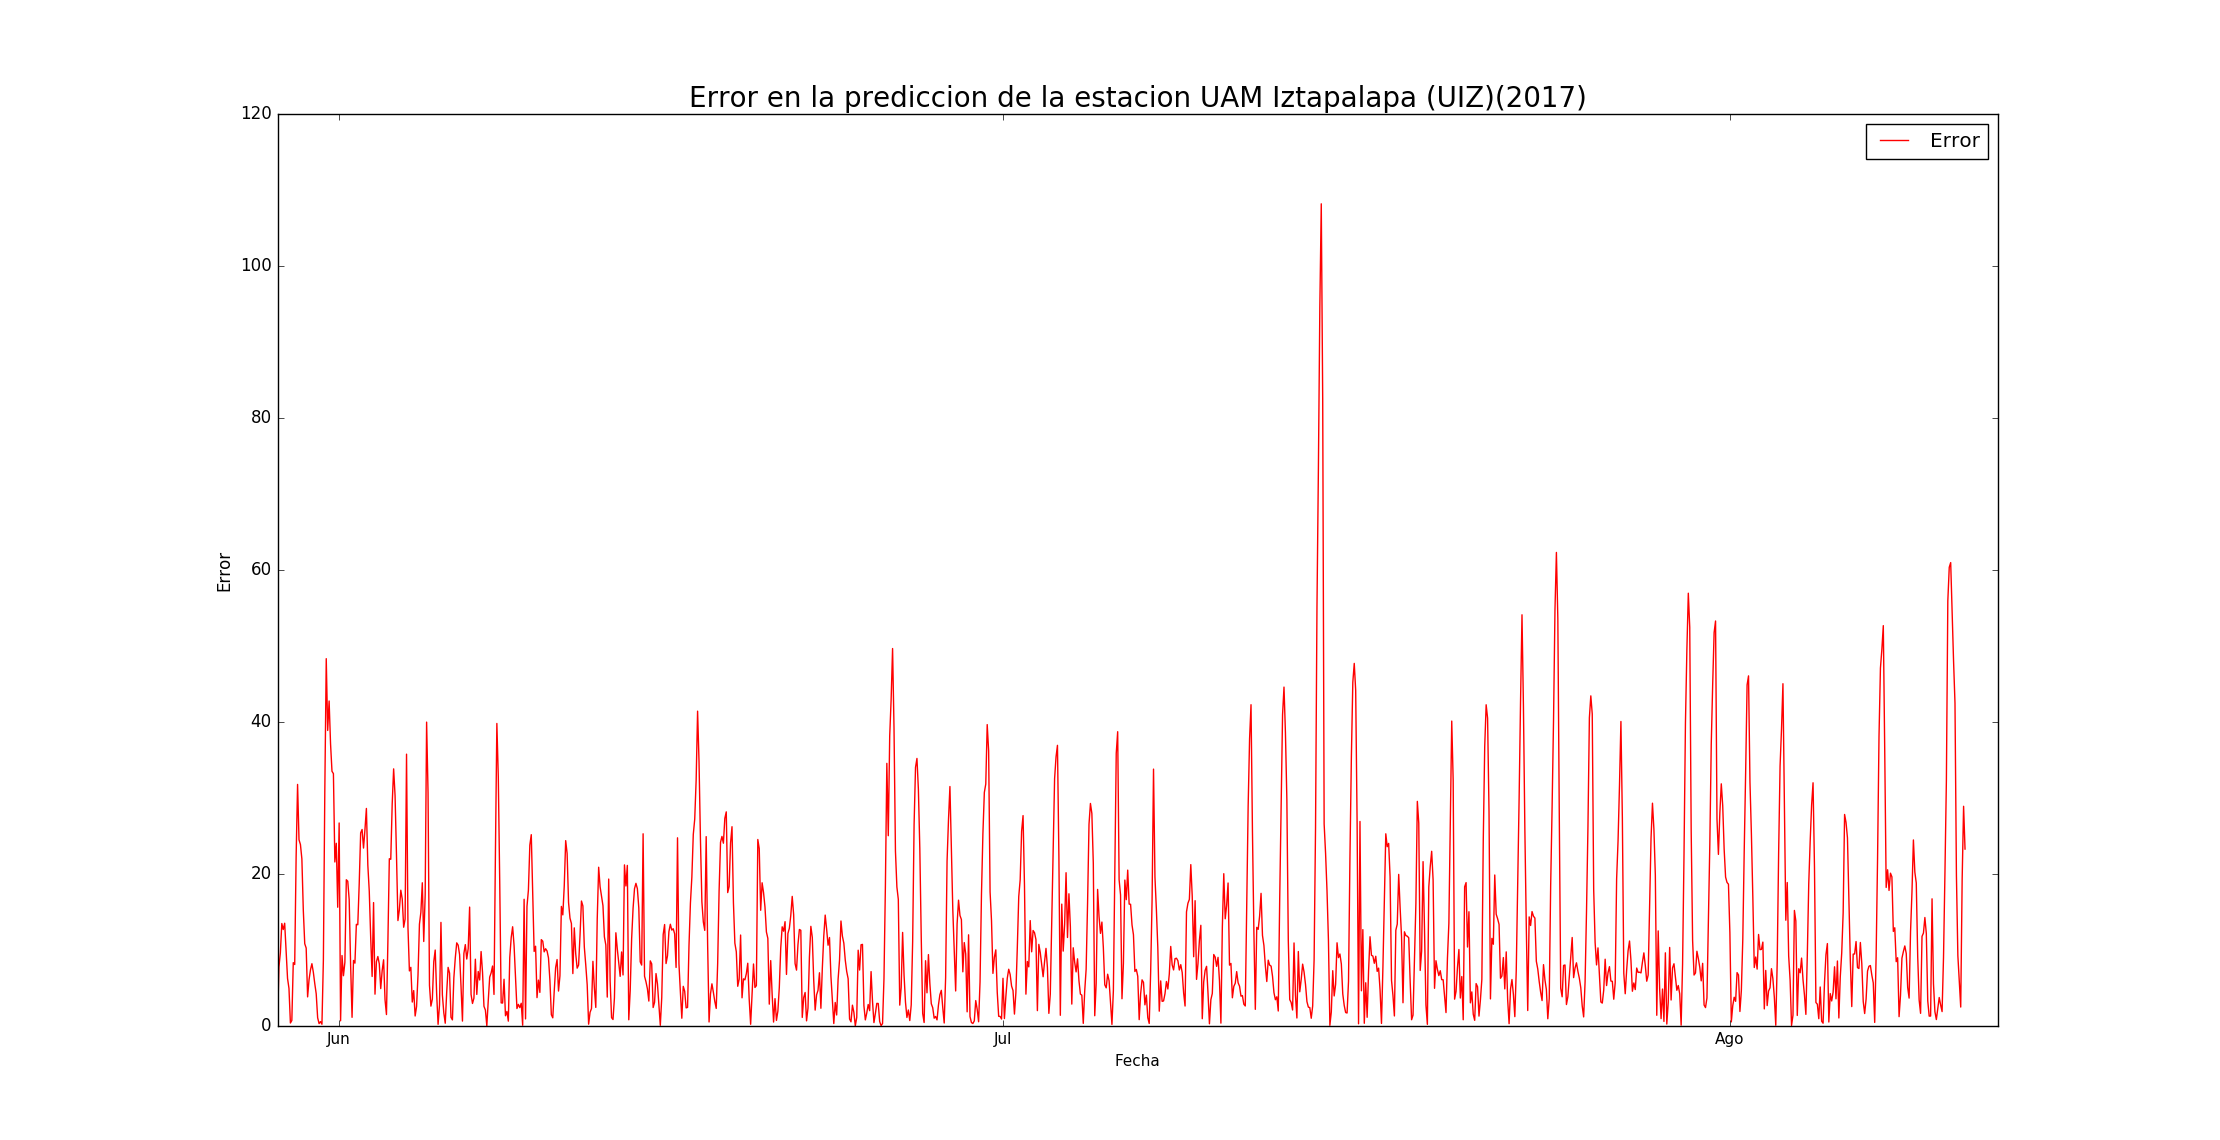 Error en la prediccion de la estacion UAM Iztapalapa (UIZ)(2017)
120
100
80
60
40
20
0
Error
Error
Jun
Jul
Ago
Fecha